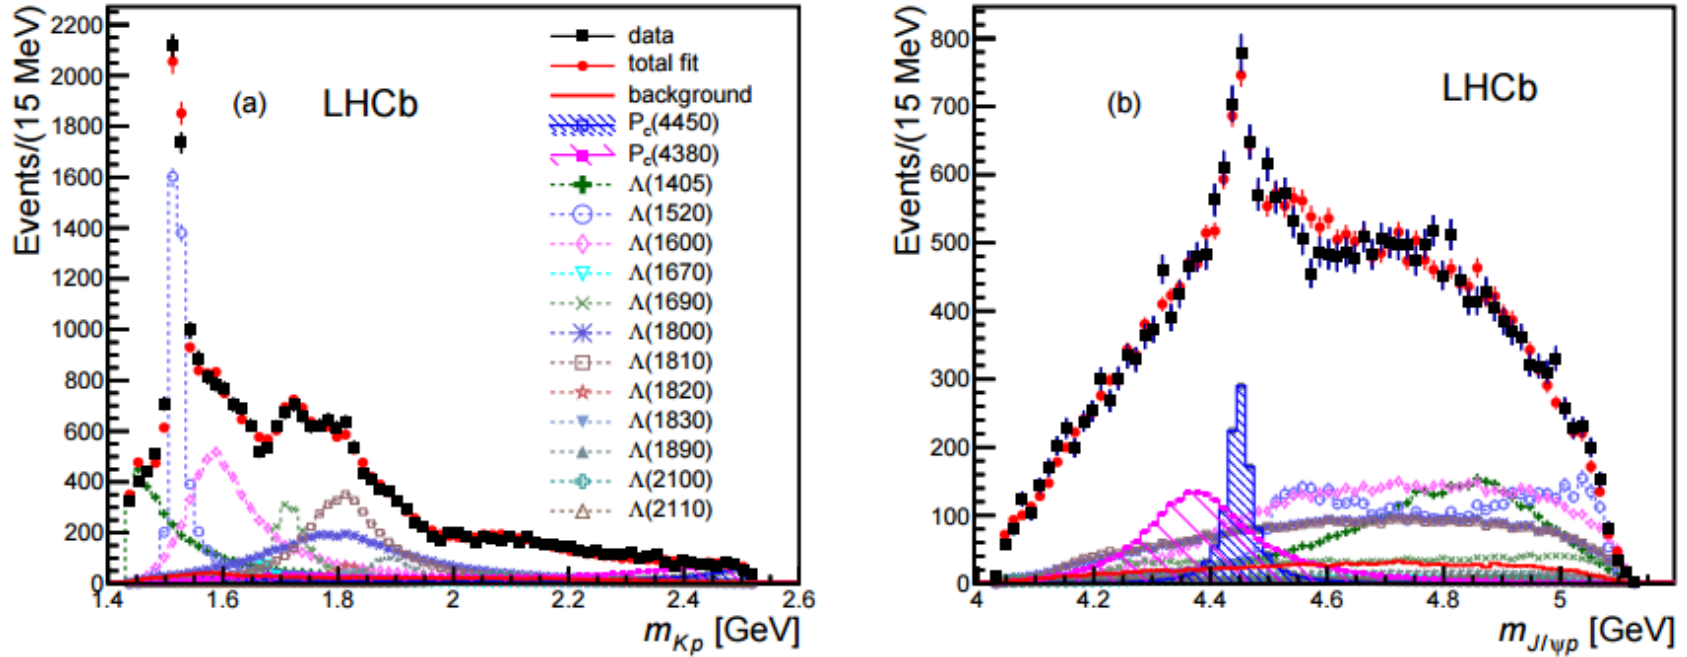 Events/(15 MeV)
2200
2000
1800
1600
1400
1200
1000
800
600
400
200
0
1.4
1.6
1.8
2
2.2
2.4
2.6
m_{Kp} [GeV]
(a)
LHCb
data
total fit
background
P_c(4450)
P_c(4380)
Λ(1405)
Λ(1520)
Λ(1600)
Λ(1670)
Λ(1690)
Λ(1800)
Λ(1810)
Λ(1820)
Λ(1830)
Λ(1890)
Λ(2100)
Λ(2110)
Events/(15 MeV)
800
700
600
500
400
300
200
100
0
4
4.2
4.4
4.6
4.8
5
m_{J/ψp} [GeV]
(b)
LHCb